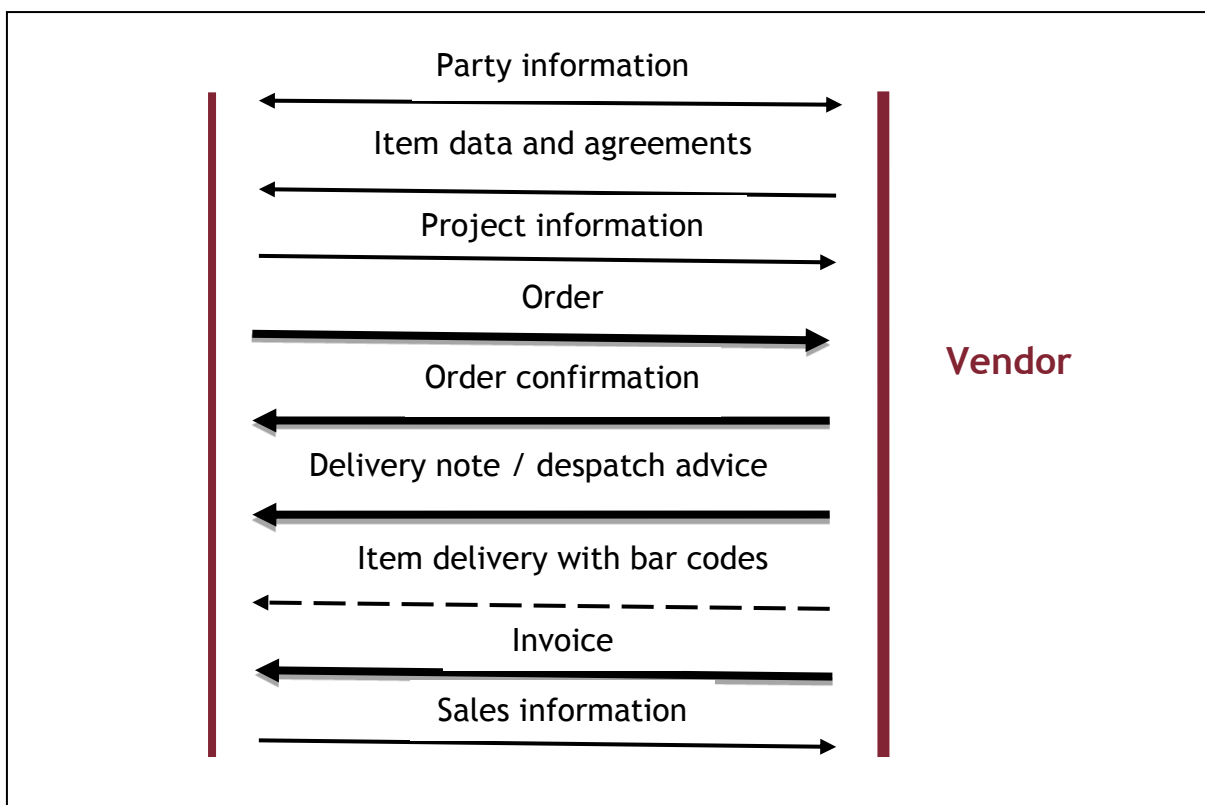 Party information
Item data and agreements
Project information
Order
Vendor
Order confirmation
Delivery note / despatch advice
Item delivery with bar codes
Invoice
Sales information